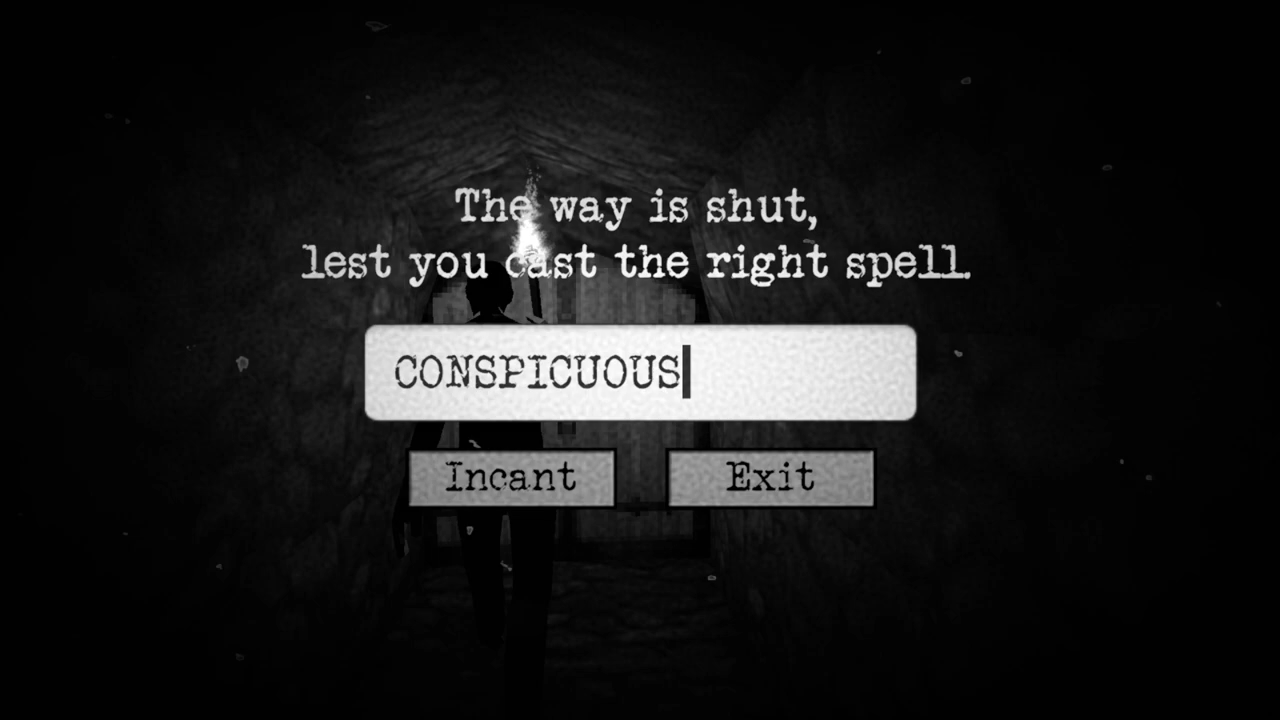 The way is shut,
lest you cast the right spell.
CONSPICUOUS
Incant
Exit